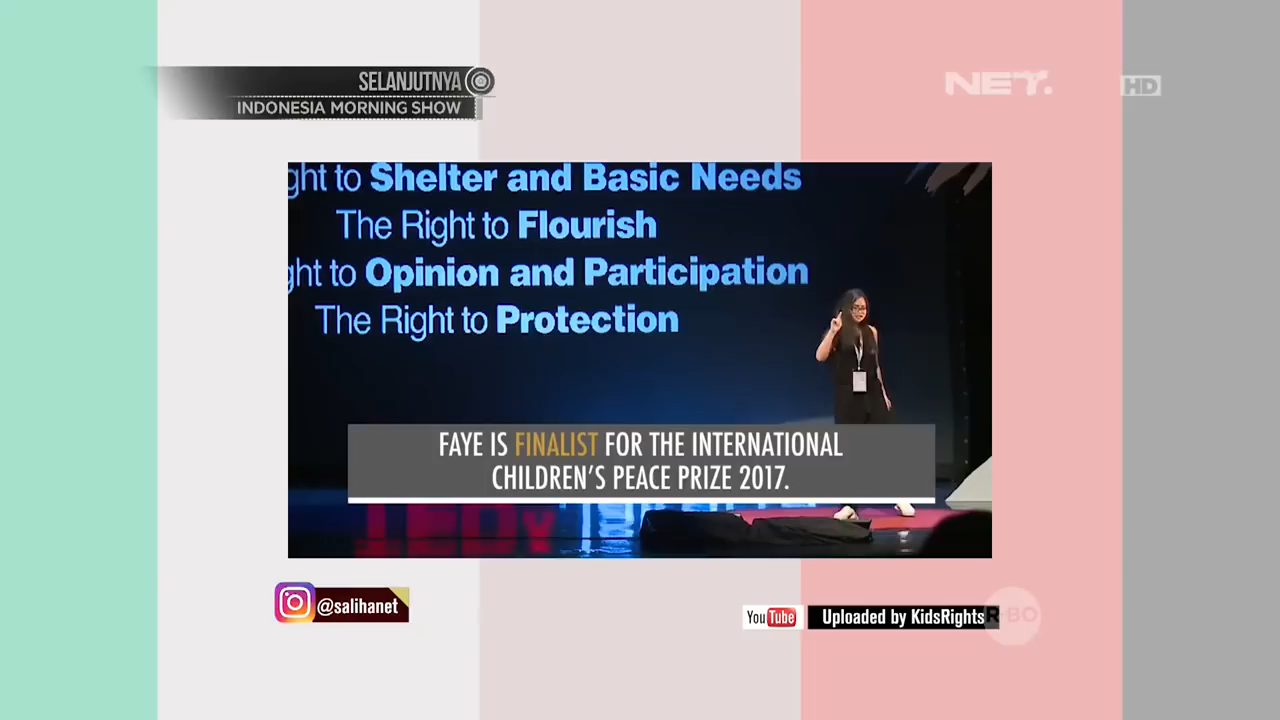 SELANJUTNYA
INDONESIA MORNING SHOW
NET.
HD
ght to Shelter and Basic Needs
The Right to Flourish
ght to Opinion and Participation
The Right to Protection
FAYE IS FINALIST FOR THE INTERNATIONAL
CHILDREN'S PEACE PRIZE 2017.
TEDx
@salihanet
YouTube
Uploaded by KidsRights
R-BO